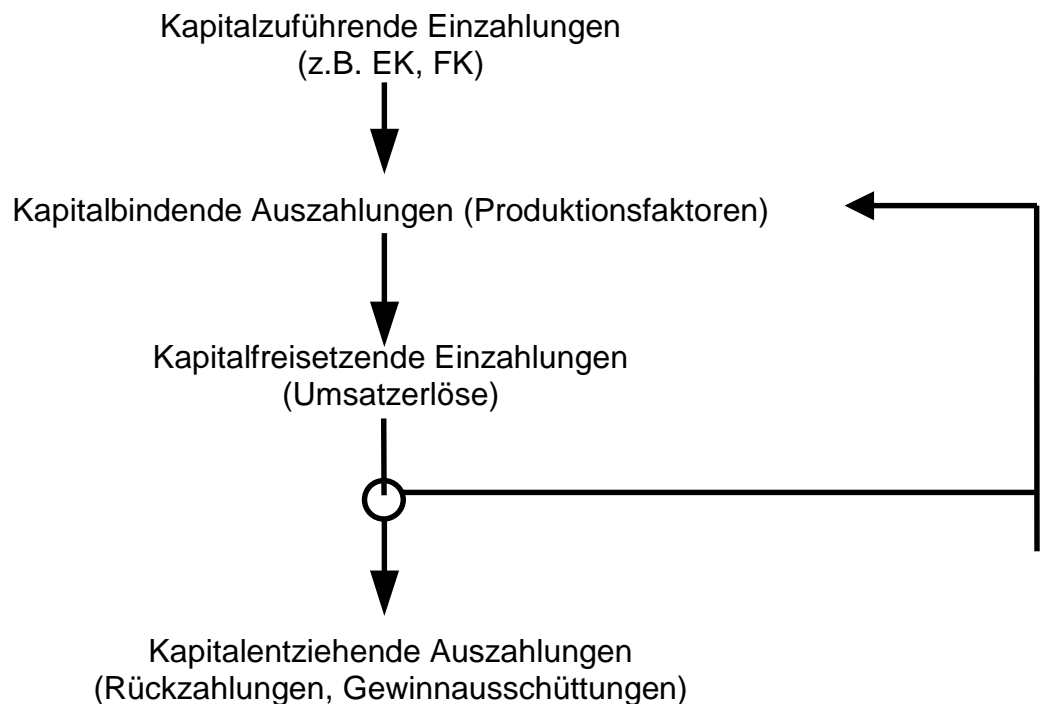 Kapitalzuführende Einzahlungen
(z.B. EK, FK)
Kapitalbindende Auszahlungen (Produktionsfaktoren)
Kapitalfreisetzende Einzahlungen
(Umsatzerlöse)
Kapitalentziehende Auszahlungen
(Rückzahlungen, Gewinnausschüttungen)